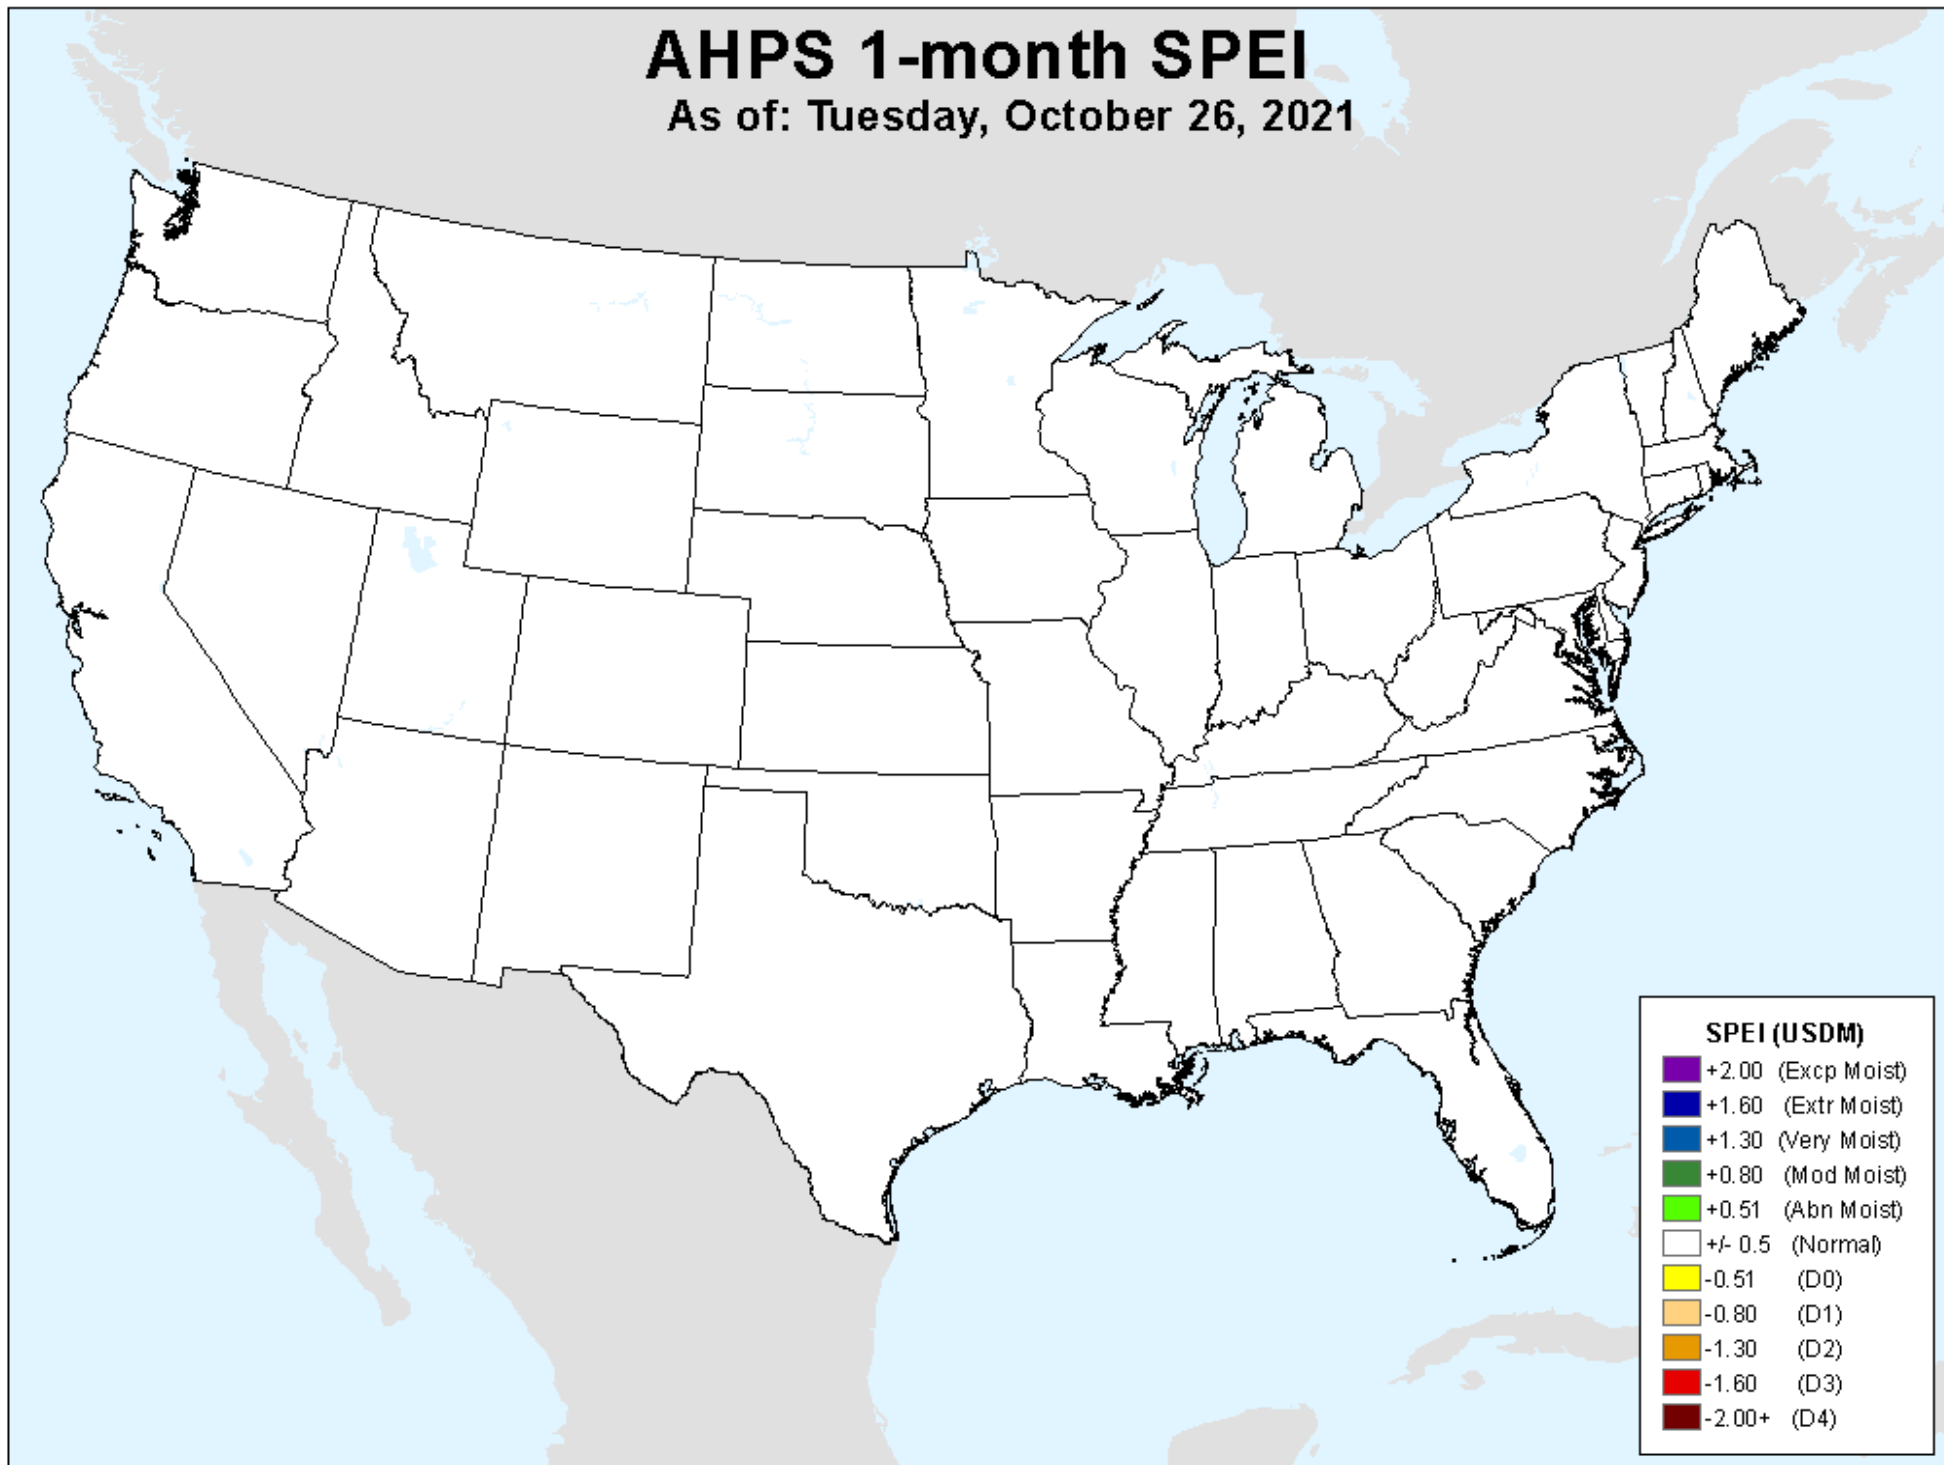 AHPS 1-month SPEI
As of: Tuesday, October 26, 2021
SPEI (USDM)
+2.00 (Excp Moist)
+1.60 (Extr Moist)
+1.30 (Very Moist)
+0.80 (Mod Moist)
+0.51 (Abn Moist)
+/- 0.5 (Normal)
-0.51 (D0)
-0.80 (D1)
-1.30 (D2)
-1.60 (D3)
-2.00+ (D4)